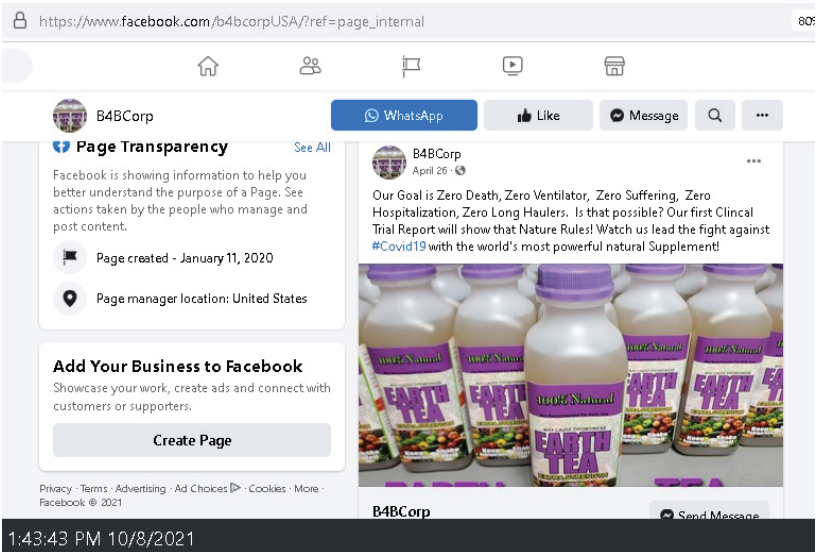 https://www.facebook.com/b4bcorpUSA/?ref=page_internal
80%
B4BCorp
WhatsApp
Like
Message
Page Transparency
See All
Facebook is showing information to help you
better understand the purpose of a Page. See
actions taken by the people who manage and
post content.
Page created - January 11, 2020
Page manager location: United States
Add Your Business to Facebook
Showcase your work, create ads and connect with
customers or supporters.
Create Page
Privacy · Terms · Advertising · Ad Choices · Cookies · More ·
Facebook © 2021
B4BCorp
April 26 ·
Our Goal is Zero Death, Zero Ventilator, Zero Suffering, Zero
Hospitalization, Zero Long Haulers. Is that possible? Our first Clincal
Trial Report will show that Nature Rules! Watch us lead the fight against
#Covid19 with the world's most powerful natural Supplement!
100% Natural
EARTH
TEA
EXTRA STRENGTH
B4BCorp
Send Message
1:43:43 PM 10/8/2021